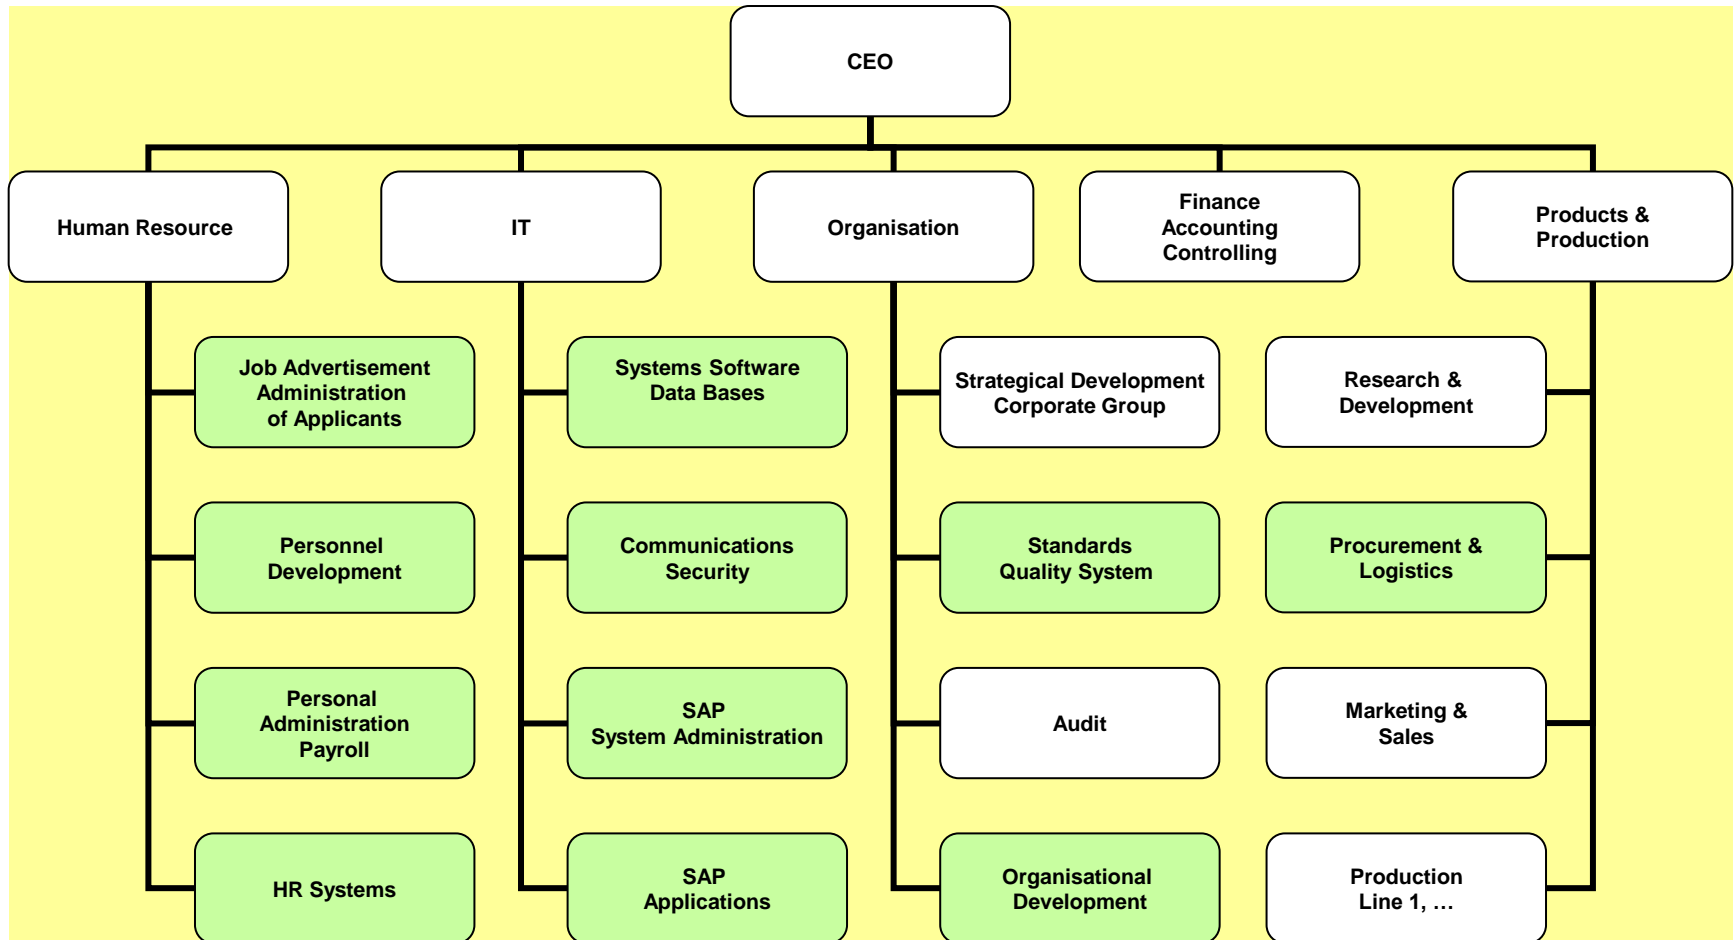 CEO
Human Resource
IT
Organisation
Finance
Accounting
Controlling
Products &
Production
Job Advertisement
Administration
of Applicants
Systems Software
Data Bases
Strategical Development
Corporate Group
Research &
Development
Personnel
Development
Communications
Security
Standards
Quality System
Procurement &
Logistics
Personal
Administration
Payroll
SAP
System Administration
Audit
Marketing &
Sales
HR Systems
SAP
Applications
Organisational
Development
Production
Line 1, …